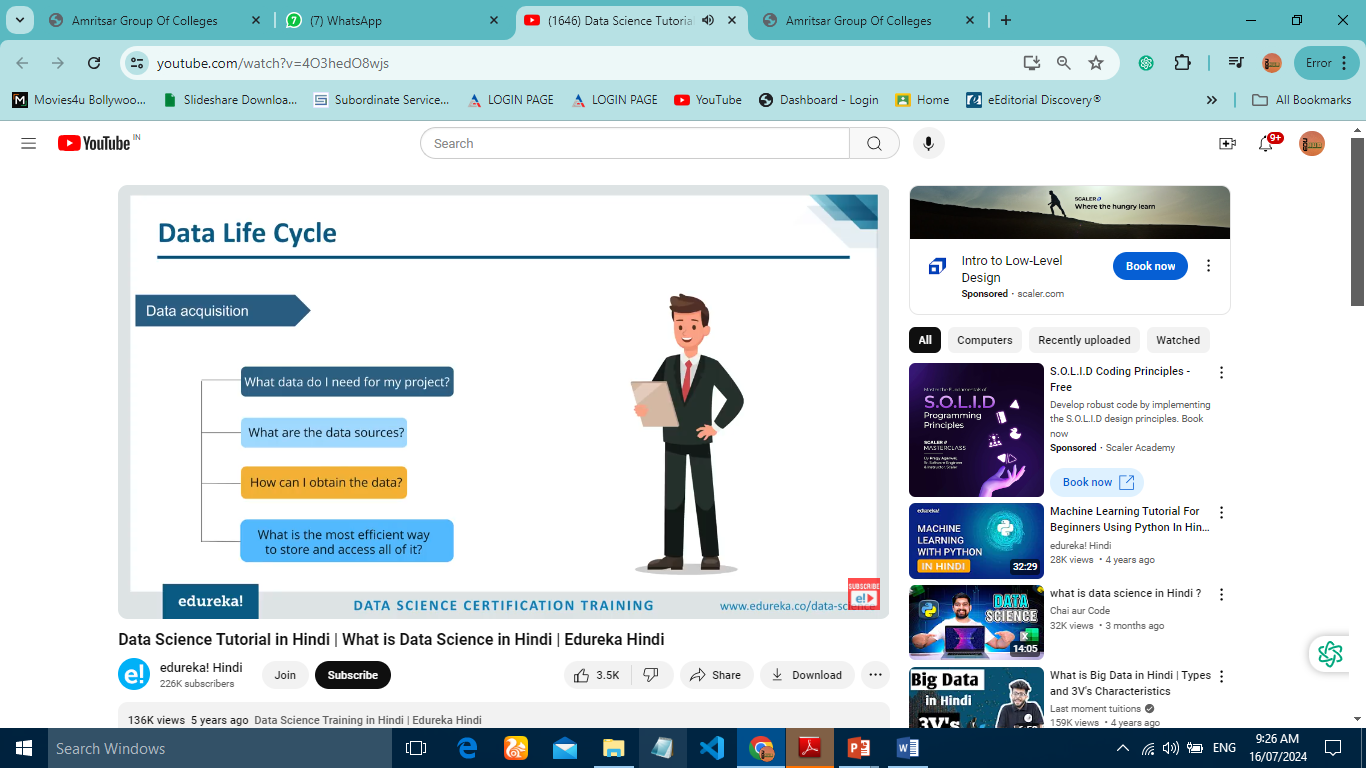 Amritsar Group Of Colleges
(7) WhatsApp
(1646) Data Science Tutorial
Amritsar Group Of Colleges
youtube.com/watch?v=4O3hedO8wjs
Error
Movies4u Bollywoo...
Slideshare Downloa...
Subordinate Service...
LOGIN PAGE
LOGIN PAGE
YouTube
Dashboard - Login
Home
eEditorial Discovery®
All Bookmarks
YouTube IN
Search
9+
Data Life Cycle
Data acquisition
What data do I need for my project?
What are the data sources?
How can I obtain the data?
What is the most efficient way
to store and access all of it?
edureka!
DATA SCIENCE CERTIFICATION TRAINING
www.edureka.co/data-science
SUBSCRIBE
e!
Data Science Tutorial in Hindi | What is Data Science in Hindi | Edureka Hindi
e!
edureka! Hindi
226K subscribers
Join
Subscribe
3.5K
Share
Download
136K views 5 years ago Data Science Training in Hindi | Edureka Hindi
SCALER
Where the hungry learn
Intro to Low-Level
Design
Sponsored · scaler.com
Book now
All
Computers
Recently uploaded
Watched
Master the Fundamentals of
S.O.L.I.D
Programming
Principles
SCALER
MASTERCLASS
S.O.L.I.D Coding Principles -
Free
Develop robust code by implementing
the S.O.L.I.D design principles. Book
now
Sponsored · Scaler Academy
Book now
edureka!
MACHINE
LEARNING
WITH PYTHON
IN HINDI
32:29
Machine Learning Tutorial For
Beginners Using Python In Hin...
edureka! Hindi
28K views • 4 years ago
DATA
SCIENCE
14:05
what is data science in Hindi ?
Chai aur Code
32K views • 3 months ago
Big Data
in Hindi
3V's
What is Big Data in Hindi | Types
and 3V's Characteristics
Last moment tuitions
159K views • 4 years ago
Search Windows
ENG
9:26 AM
16/07/2024